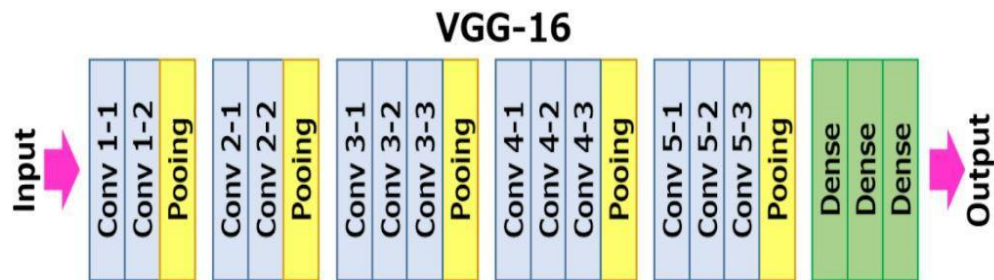 VGG-16
Input
Conv 1-1
Conv 1-2
Pooing
Conv 2-1
Conv 2-2
Pooing
Conv 3-1
Conv 3-2
Conv 3-3
Pooing
Conv 4-1
Conv 4-2
Conv 4-3
Pooing
Conv 5-1
Conv 5-2
Conv 5-3
Pooing
Dense
Dense
Dense
Output